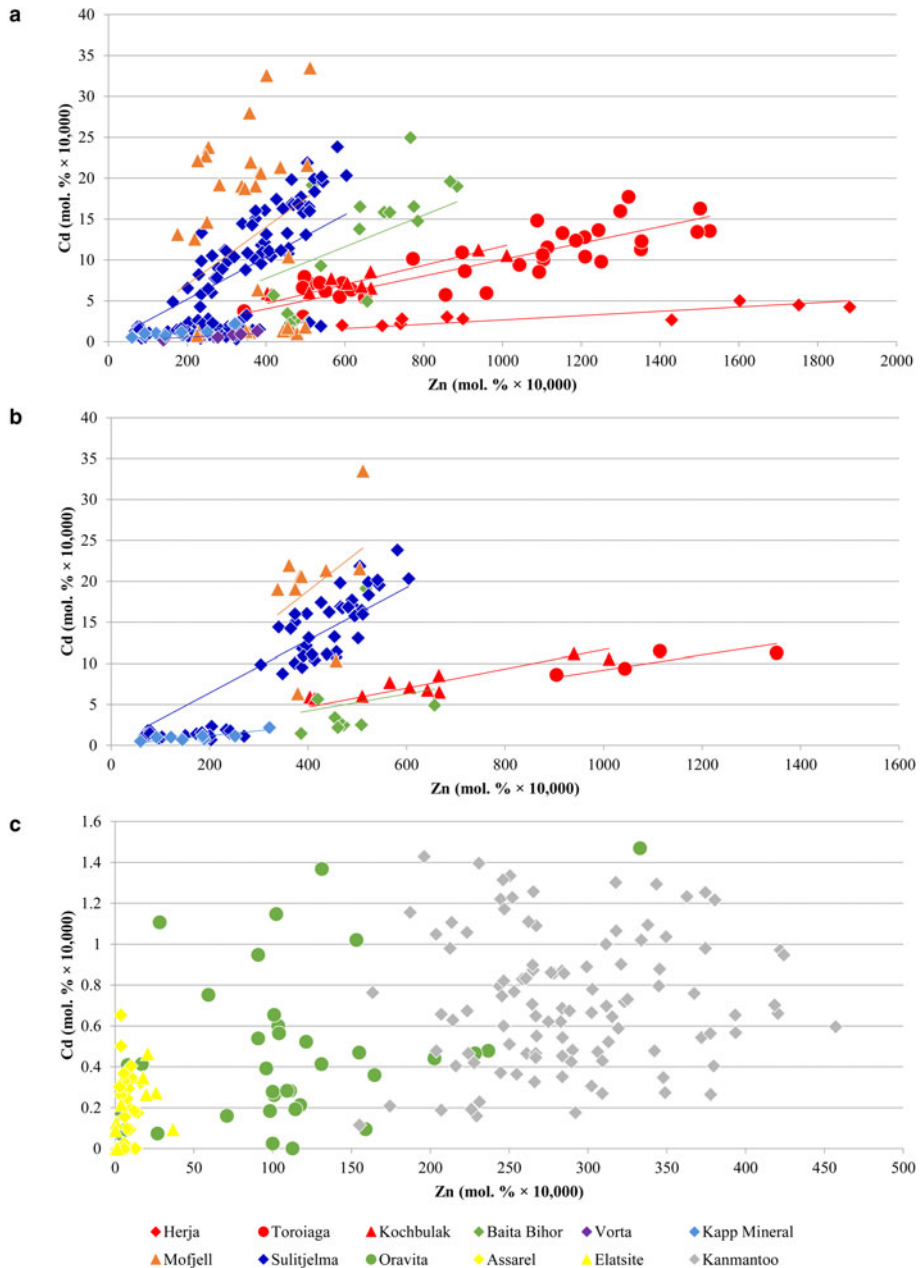 a
40
35
30
25
20
15
10
5
0
Cd (mol. % × 10,000)
0 200 400 600 800 1000 1200 1400 1600 1800 2000
Zn (mol. % × 10,000)
b
40
35
30
25
20
15
10
5
0
Cd (mol. % × 10,000)
0 200 400 600 800 1000 1200 1400 1600
Zn (mol. % × 10,000)
c
1.6
1.4
1.2
1
0.8
0.6
0.4
0.2
0
Cd (mol. % × 10,000)
0 50 100 150 200 250 300 350 400 450 500
Zn (mol. % × 10,000)
Herja Toroiaga Kochbulak Baita Bihor Vorta Kapp Mineral
Mofjell Sulitjelma Oravita Assarel Elatsite Kanmantoo